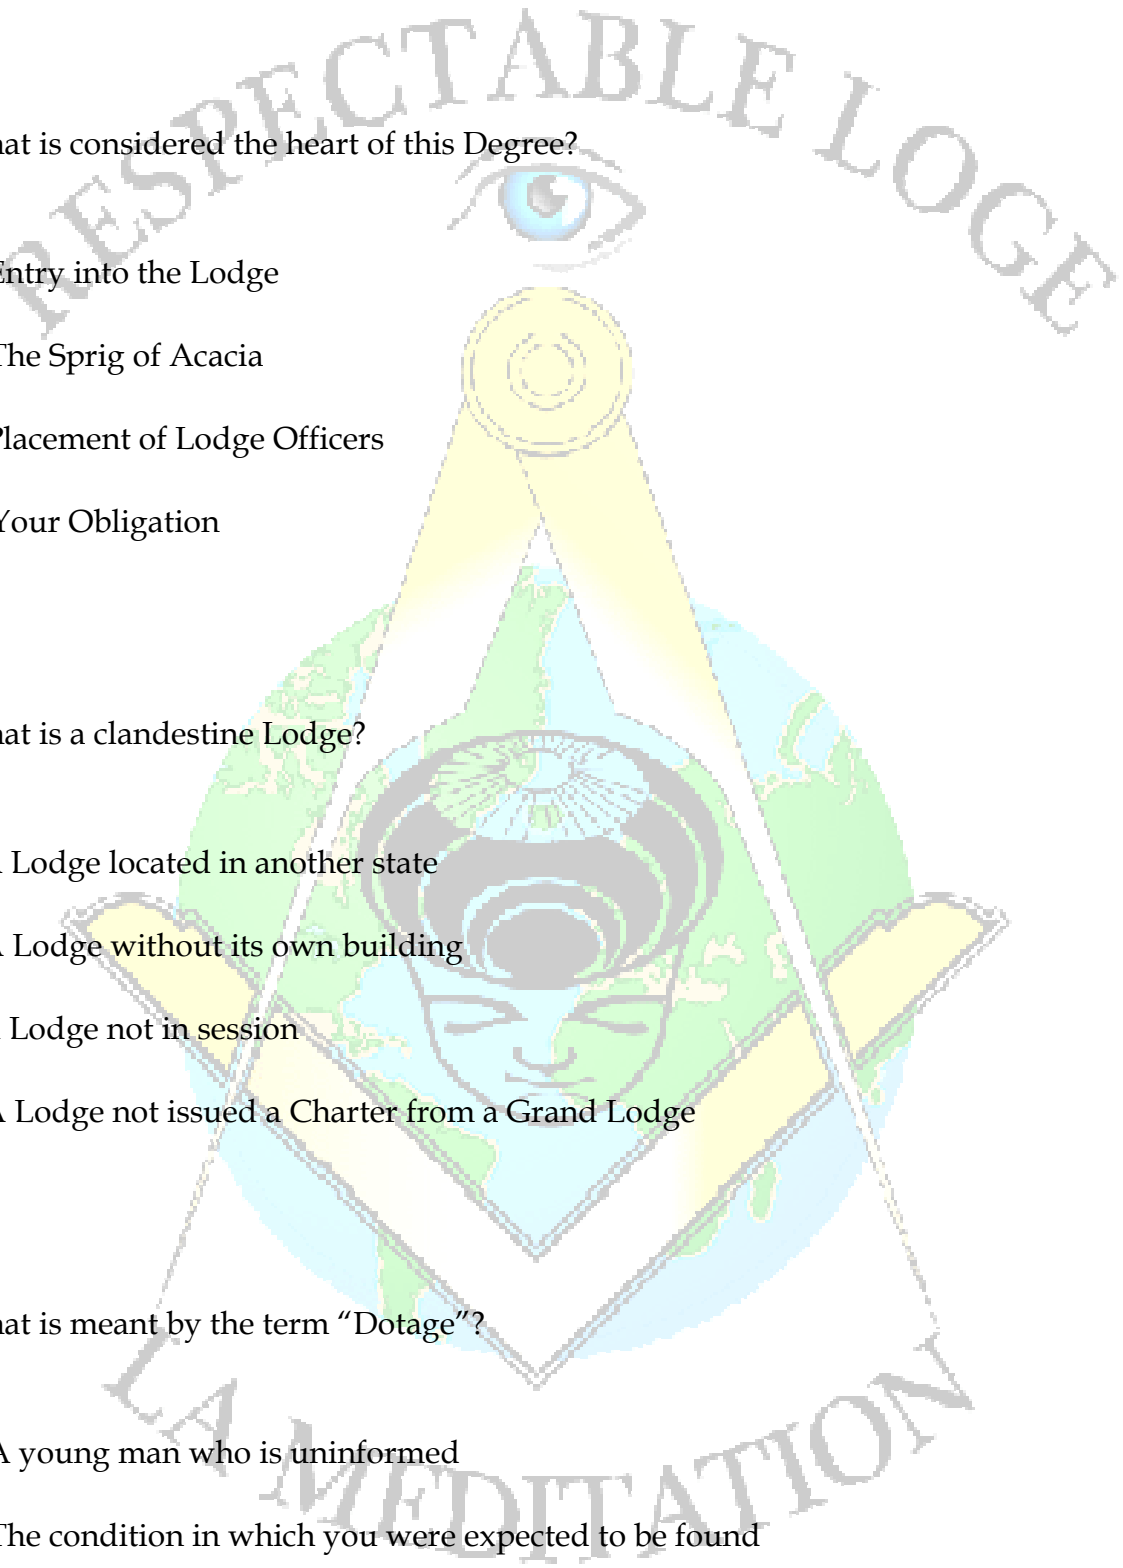 RESPECTABLE LOGE
hat is considered the heart of this Degree?
Entry into the Lodge
The Sprig of Acacia
Placement of Lodge Officers
Your Obligation
hat is a clandestine Lodge?
Lodge located in another state
A Lodge without its own building
Lodge not in session
A Lodge not issued a Charter from a Grand Lodge
hat is meant by the term “Dotage”?
A young man who is uninformed
The condition in which you were expected to be found
LA MEDITATION